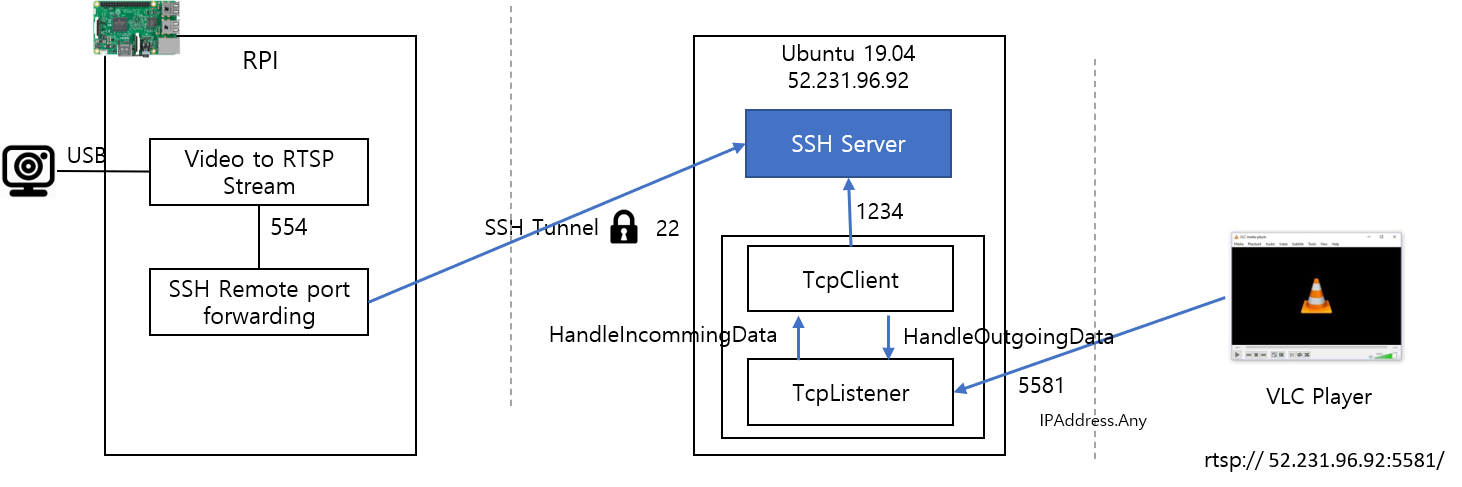 RPI
USB
Video to RTSP
Stream
554
SSH Remote port
forwarding
SSH Tunnel
22
Ubuntu 19.04
52.231.96.92
SSH Server
1234
TcpClient
HandleIncommingData
HandleOutgoingData
TcpListener
5581
IPAddress.Any
VLC Player
rtsp:// 52.231.96.92:5581/